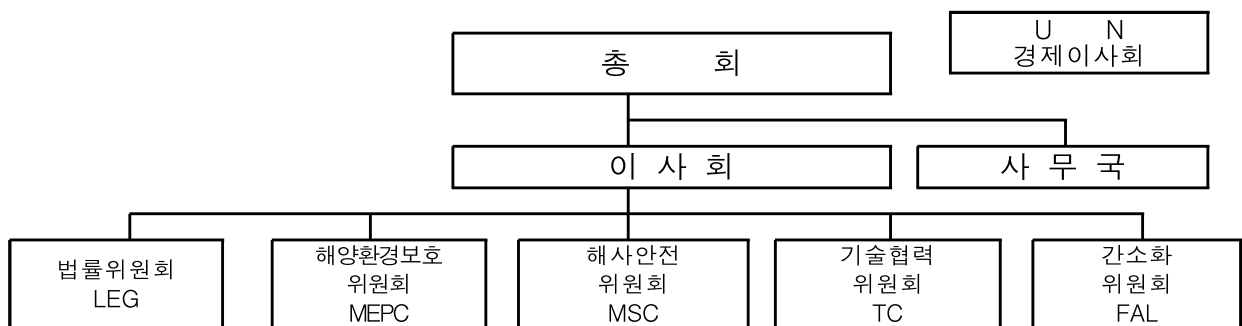 U N
경제이사회
총 회
이 사 회
사 무 국
법률위원회
LEG
해양환경보호
위원회
MEPC
해사안전
위원회
MSC
기술협력
위원회
TC
간소화
위원회
FAL